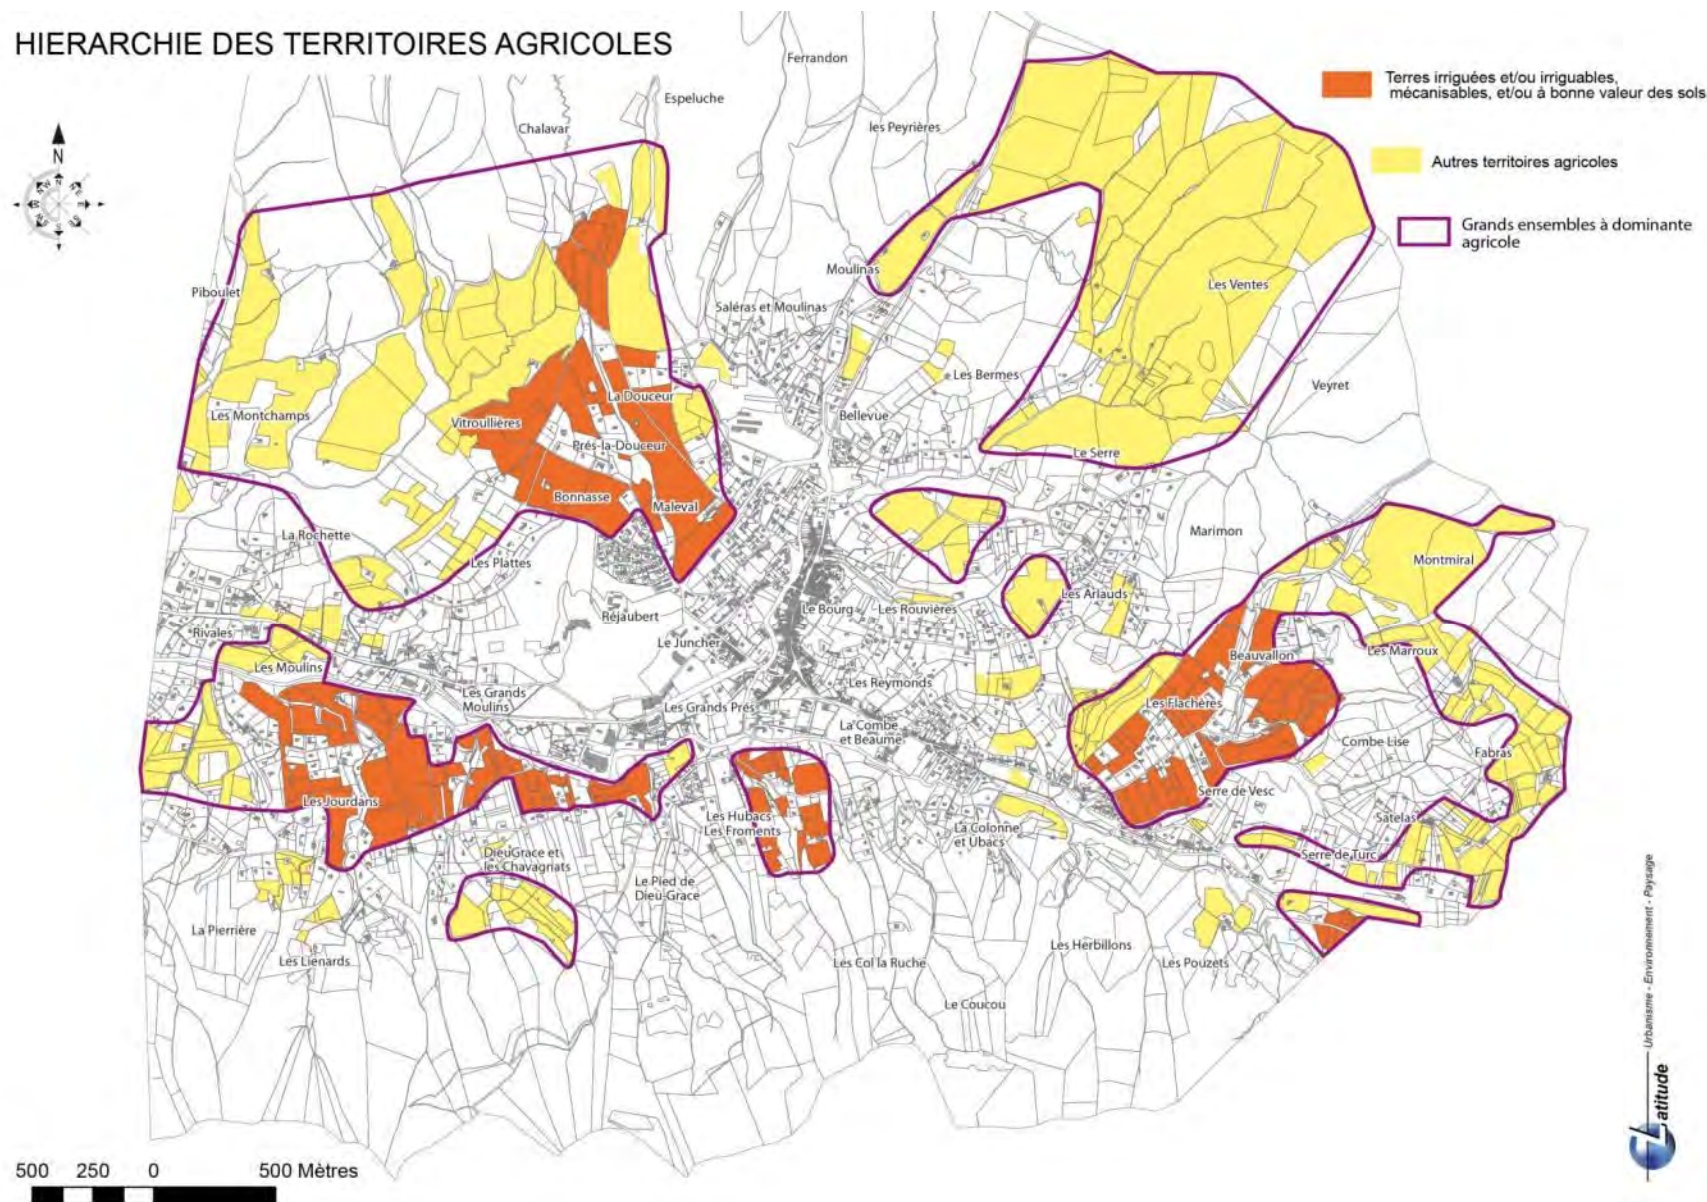 HIERARCHIE DES TERRITOIRES AGRICOLES
Terres irriguées et/ou irriguables,
mécanisables, et/ou à bonne valeur des sols
Autres territoires agricoles
Grands ensembles à dominante
agricole
N
Ferrandon
Espeluche
Chalavar
les Peyrières
Moulinas
Piboulet
Les Ventes
Saléras et Moulinas
Les Bermes
Veyret
La Douceur
Les Montchamps
Vitroullières
Bellevue
Prés-la-Douceur
Le Serre
Bonnasse
Maleval
La Rochette
Marimon
Les Plattes
Montmiral
Les Arlauds
Réjaubert
Le Bourg
Les Rouvières
Rivales
Le Juncher
Beauvallon
Les Marroux
Les Moulins
Les Reymonds
Les Grands
Moulins
Les Grands Prés
Les Flachères
La Combe
et Beaume
Combe Lise
Fabras
Les Jourdans
Serre de Vesc
Les Hubacs
Les Froments
Satelas
La Colonne
et Ubacs
DieuGrace et
les Chavagnats
Serre de Turc
Le Pied de
Dieu-Grace
La Pierrière
Les Lienards
Les Herbillons
Les Col la Ruche
Les Pouzets
Le Coucou
Urbanisme - Environnement - Paysage
Latitude
500 250 0 500 Mètres